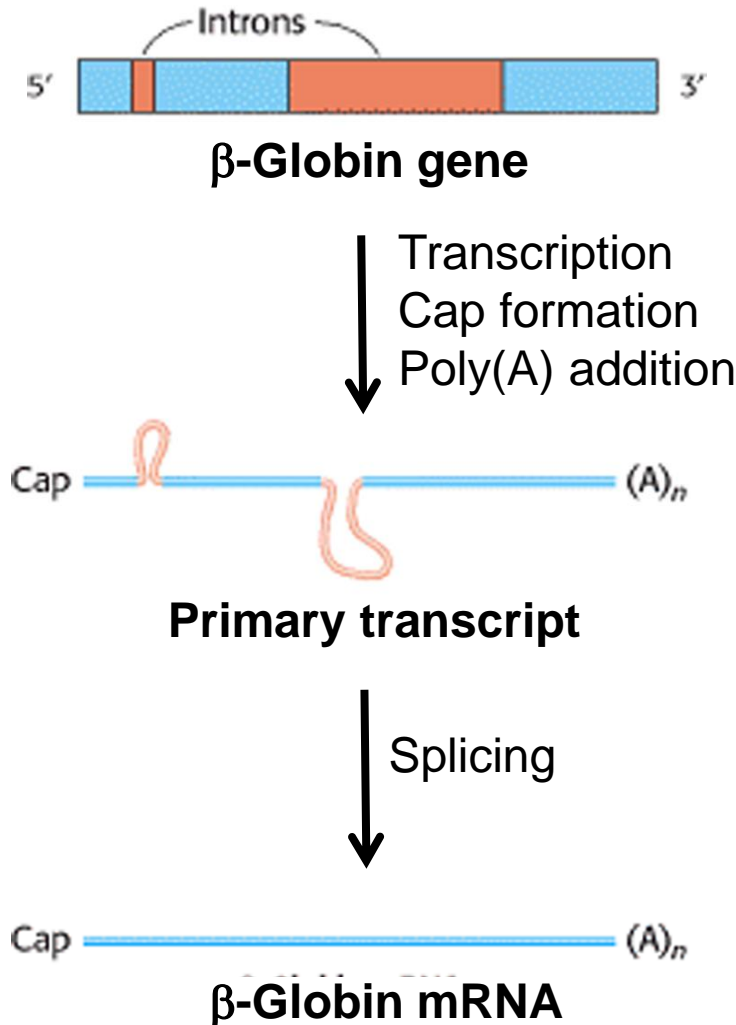 Introns
5′ 3′
β-Globin gene
Transcription
Cap formation
Poly(A) addition
Cap (A)n
Primary transcript
Splicing
Cap (A)n
β-Globin mRNA